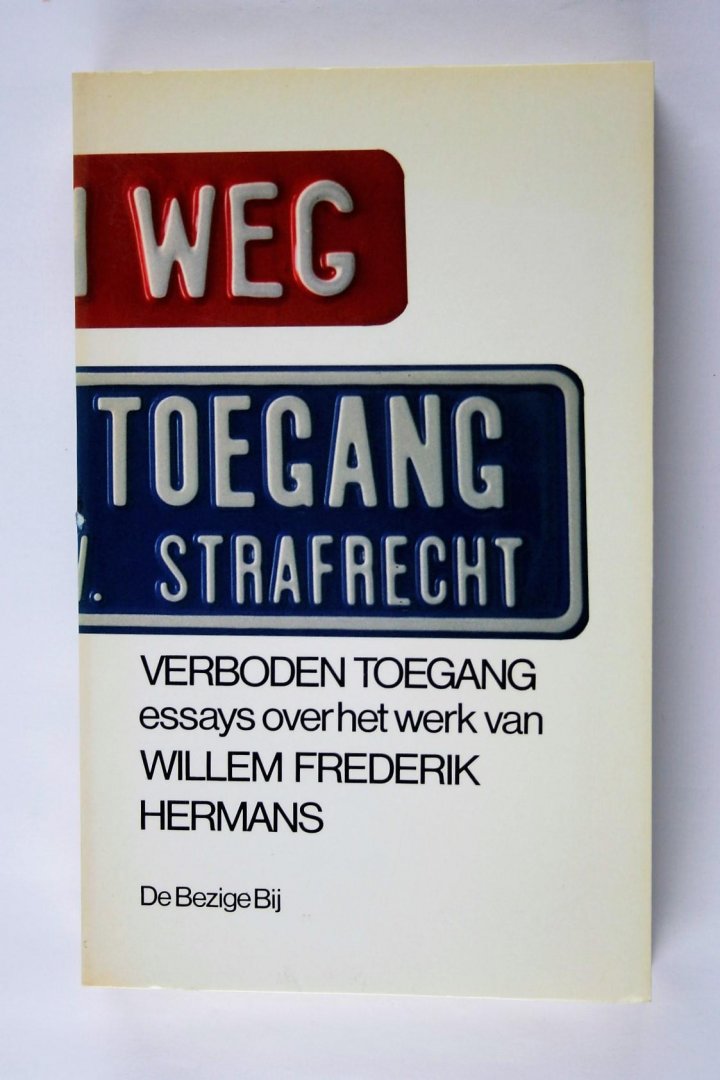 WEG
TOEGANG
. STRAFRECHT
VERBODEN TOEGANG
essays over het werk van
WILLEM FREDERIK
HERMANS
De Bezige Bij